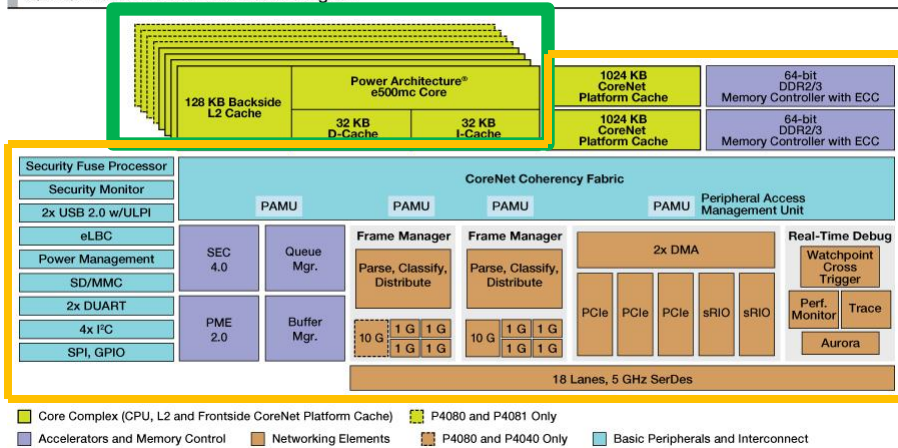 128 KB Backside
L2 Cache
Power Architecture®
e500mc Core
32 KB
D-Cache
32 KB
I-Cache
1024 KB
CoreNet
Platform Cache
1024 KB
CoreNet
Platform Cache
64-bit
DDR2/3
Memory Controller with ECC
64-bit
DDR2/3
Memory Controller with ECC
Security Fuse Processor
Security Monitor
2x USB 2.0 w/ULPI
eLBC
Power Management
SD/MMC
2x DUART
4x I²C
SPI, GPIO
CoreNet Coherency Fabric
PAMU
PAMU
PAMU
PAMU
Peripheral Access
Management Unit
SEC
4.0
Queue
Mgr.
PME
2.0
Buffer
Mgr.
Frame Manager
Parse, Classify,
Distribute
10 G
1 G
1 G
1 G
1 G
Frame Manager
Parse, Classify,
Distribute
10 G
1 G
1 G
1 G
1 G
2x DMA
PCIe
PCIe
PCIe
sRIO
sRIO
Real-Time Debug
Watchpoint
Cross
Trigger
Perf.
Monitor
Trace
Aurora
18 Lanes, 5 GHz SerDes
Core Complex (CPU, L2 and Frontside CoreNet Platform Cache)
P4080 and P4081 Only
Accelerators and Memory Control
Networking Elements
P4080 and P4040 Only
Basic Peripherals and Interconnect